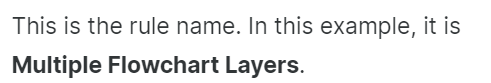 This is the rule name. In this example, it is
Multiple Flowchart Layers.